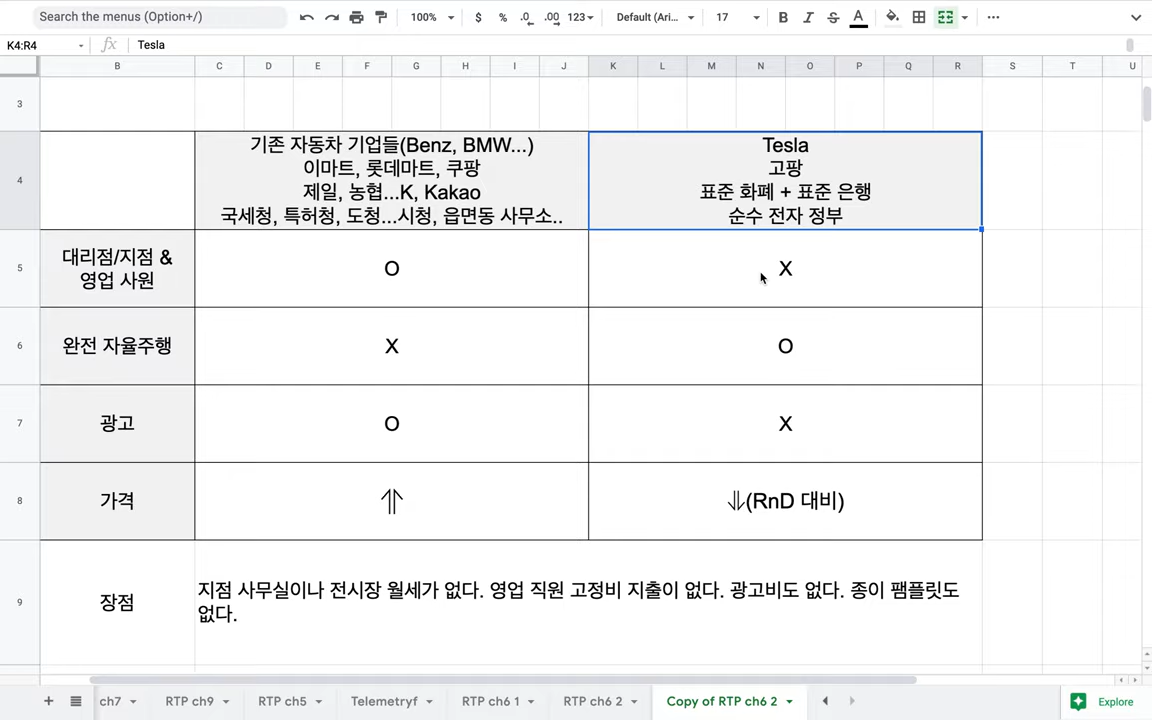 Search the menus (Option+/)
100%
$
%
.0
.00
123
Default (Ari...
17
B
I
S
A
K4:R4
fx
Tesla
B C D E F G H I J K L M N O P Q R S T U
3
4
기존 자동차 기업들(Benz, BMW...)
이마트, 롯데마트, 쿠팡
제일, 농협...K, Kakao
국세청, 특허청, 도청...시청, 읍면동 사무소..
Tesla
고팡
표준 화폐 + 표준 은행
순수 전자 정부
5
대리점/지점 &
영업 사원
O
X
6
완전 자율주행
X
O
7
광고
O
X
8
가격
⇑
⇓(RnD 대비)
9
장점
지점 사무실이나 전시장 월세가 없다. 영업 직원 고정비 지출이 없다. 광고비도 없다. 종이 팸플릿도
없다.
ch7
RTP ch9
RTP ch5
Telemetryf
RTP ch6 1
RTP ch6 2
Copy of RTP ch6 2
Explore